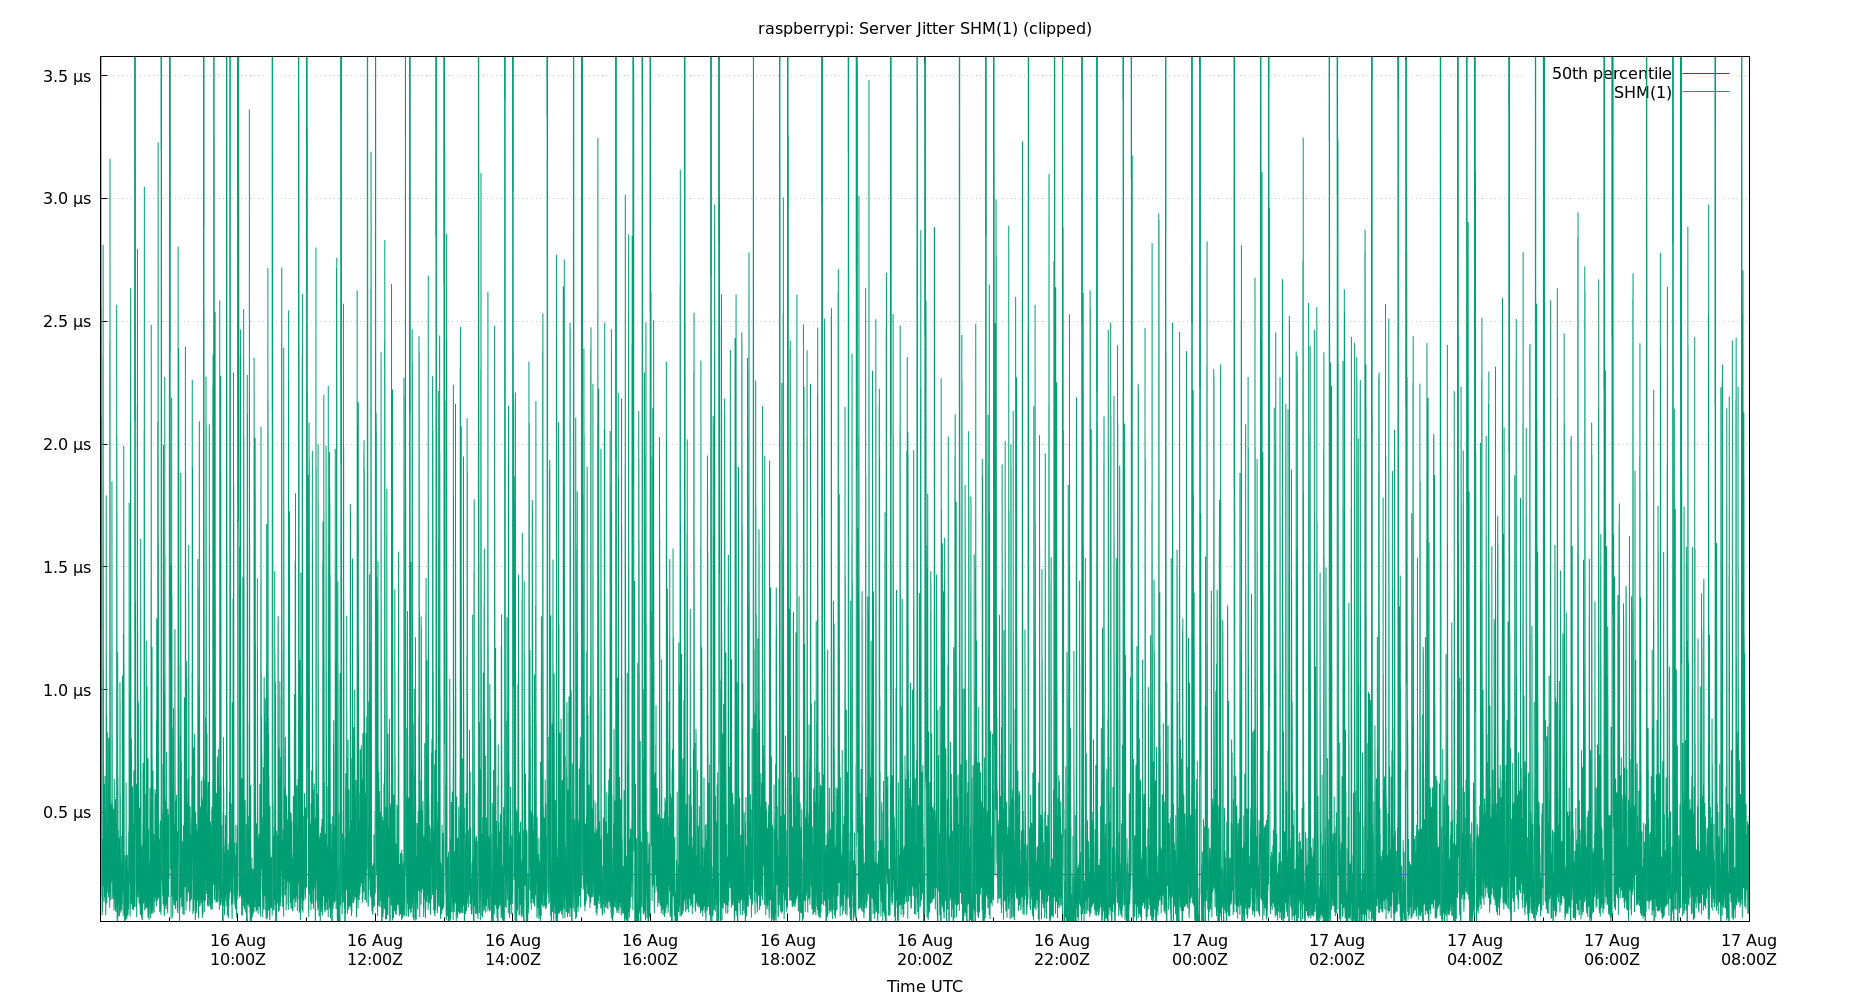 raspberrypi: Server Jitter SHM(1) (clipped)
50th percentile
SHM(1)
3.5 µs
3.0 µs
2.5 µs
2.0 µs
1.5 µs
1.0 µs
0.5 µs
16 Aug 16 Aug 16 Aug 16 Aug 16 Aug 16 Aug 16 Aug 17 Aug 17 Aug 17 Aug 17 Aug 17 Aug
10:00Z 12:00Z 14:00Z 16:00Z 18:00Z 20:00Z 22:00Z 00:00Z 02:00Z 04:00Z 06:00Z 08:00Z
Time UTC